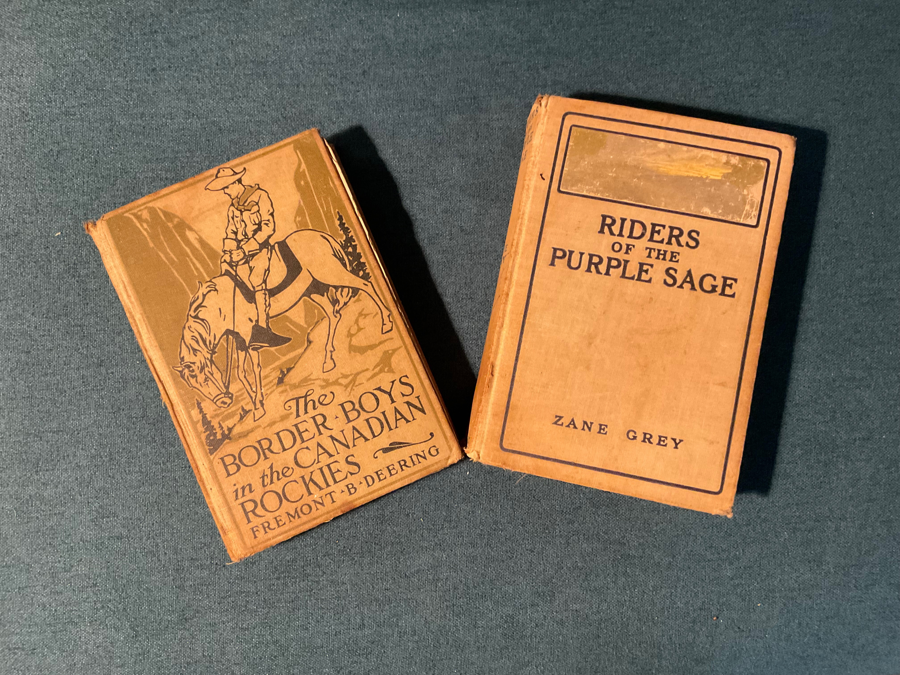 The
BORDER·BOYS
in the CANADIAN
ROCKIES
FREMONT·B·DEERING
RIDERS
OF THE
PURPLE SAGE
ZANE GREY